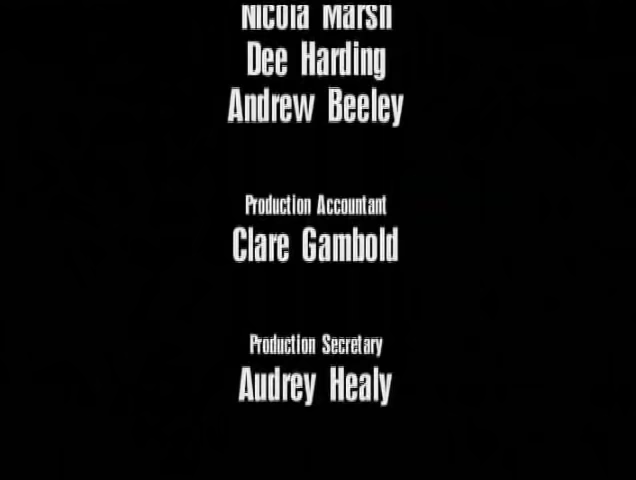 Nicola Marsh
Dee Harding
Andrew Beeley
Production Accountant
Clare Gambold
Production Secretary
Audrey Healy